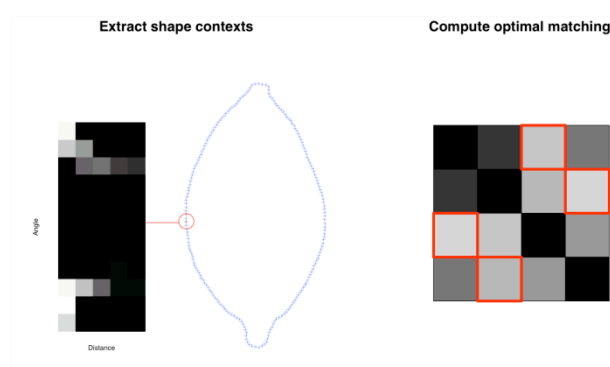 Extract shape contexts
Compute optimal matching
Angle
Distance